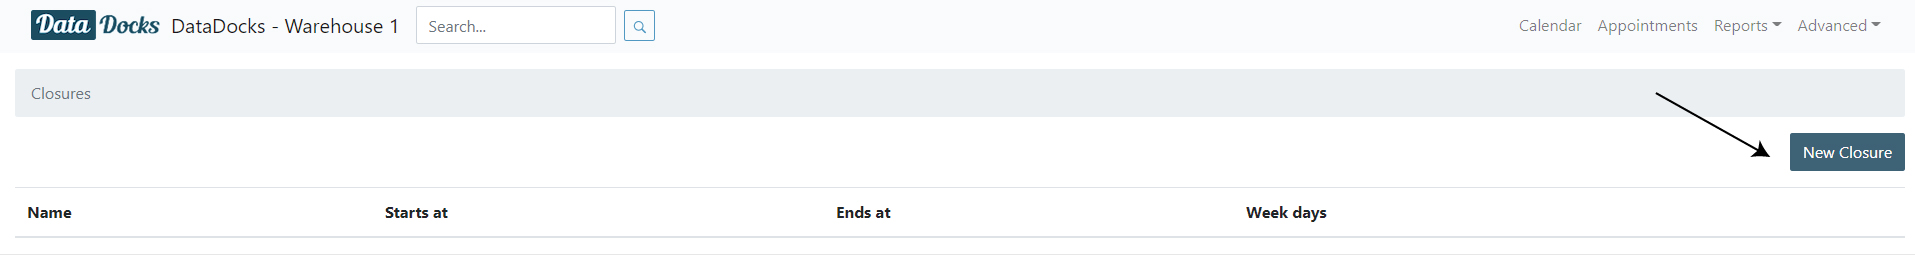 Data Docks DataDocks - Warehouse 1 Search... Calendar Appointments Reports Advanced
Closures
New Closure
Name Starts at Ends at Week days